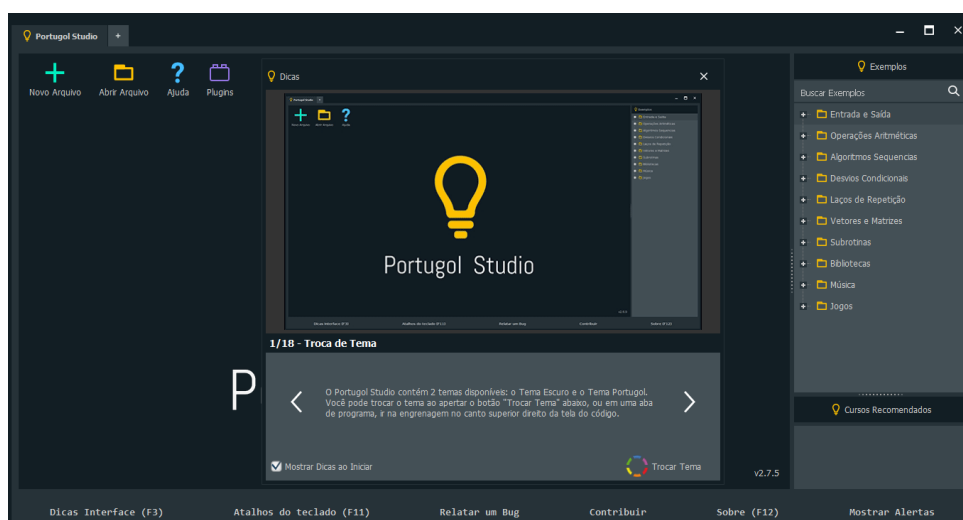 Portugol Studio
+
Novo Arquivo
Abrir Arquivo
Ajuda
Plugins
Dicas
Portugol Studio
1/18 - Troca de Tema
O Portugol Studio contém 2 temas disponíveis: o Tema Escuro e o Tema Portugol.
Você pode trocar o tema ao apertar o botão "Trocar Tema" abaixo, ou em uma aba
de programa, ir na engrenagem no canto superior direito da tela do código.
Mostrar Dicas ao Iniciar
Trocar Tema
P
v2.7.5
Exemplos
Buscar Exemplos
Entrada e Saída
Operações Aritméticas
Algoritmos Sequencias
Desvios Condicionais
Laços de Repetição
Vetores e Matrizes
Subrotinas
Bibliotecas
Música
Jogos
Cursos Recomendados
Dicas Interface (F3)
Atalhos do teclado (F11)
Relatar um Bug
Contribuir
Sobre (F12)
Mostrar Alertas